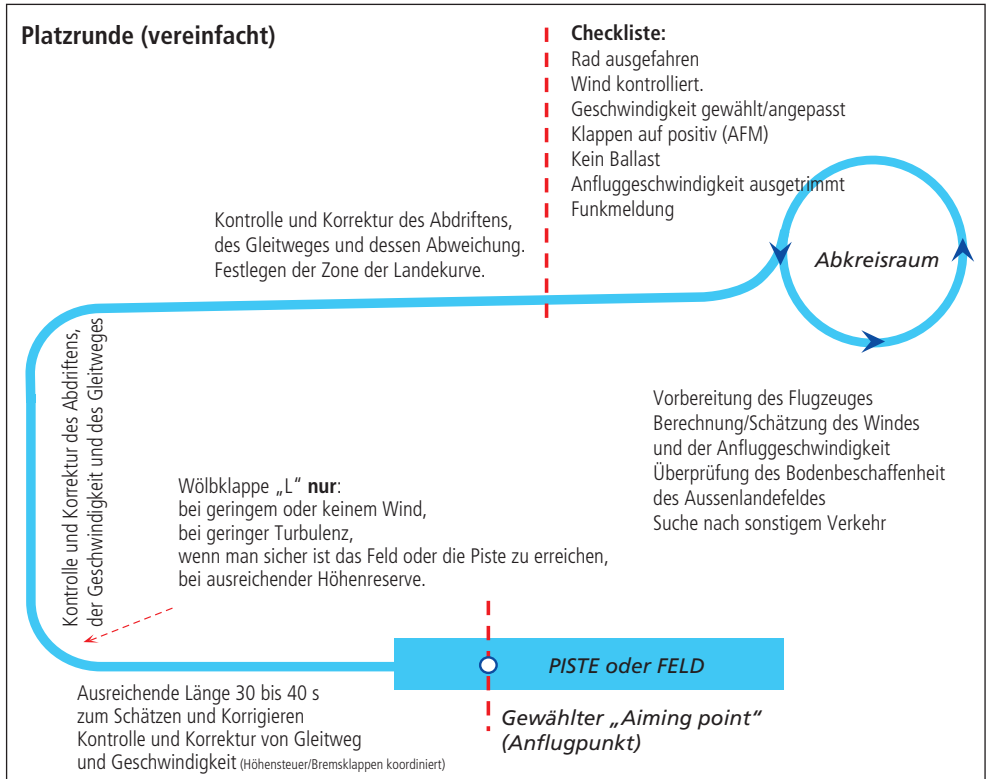 Platzrunde (vereinfacht)
Checkliste:
Rad ausgefahren
Wind kontrolliert.
Geschwindigkeit gewählt/angepasst
Klappen auf positiv (AFM)
Kein Ballast
Anfluggeschwindigkeit ausgetrimmt
Funkmeldung
Abkreisraum
Kontrolle und Korrektur des Abdriftens,
des Gleitweges und dessen Abweichung.
Festlegen der Zone der Landekurve.
Kontrolle und Korrektur des Abdriftens,
der Geschwindigkeit und des Gleitweges
Vorbereitung des Flugzeuges
Berechnung/Schätzung des Windes
und der Anfluggeschwindigkeit
Überprüfung des Bodenbeschaffenheit
des Aussenlandefeldes
Suche nach sonstigem Verkehr
Wölbklappe „L“ nur:
bei geringem oder keinem Wind,
bei geringer Turbulenz,
wenn man sicher ist das Feld oder die Piste zu erreichen,
bei ausreichender Höhenreserve.
PISTE oder FELD
Gewählter „Aiming point“
(Anflugpunkt)
Ausreichende Länge 30 bis 40 s
zum Schätzen und Korrigieren
Kontrolle und Korrektur von Gleitweg
und Geschwindigkeit (Höhensteuer/Bremsklappen koordiniert)